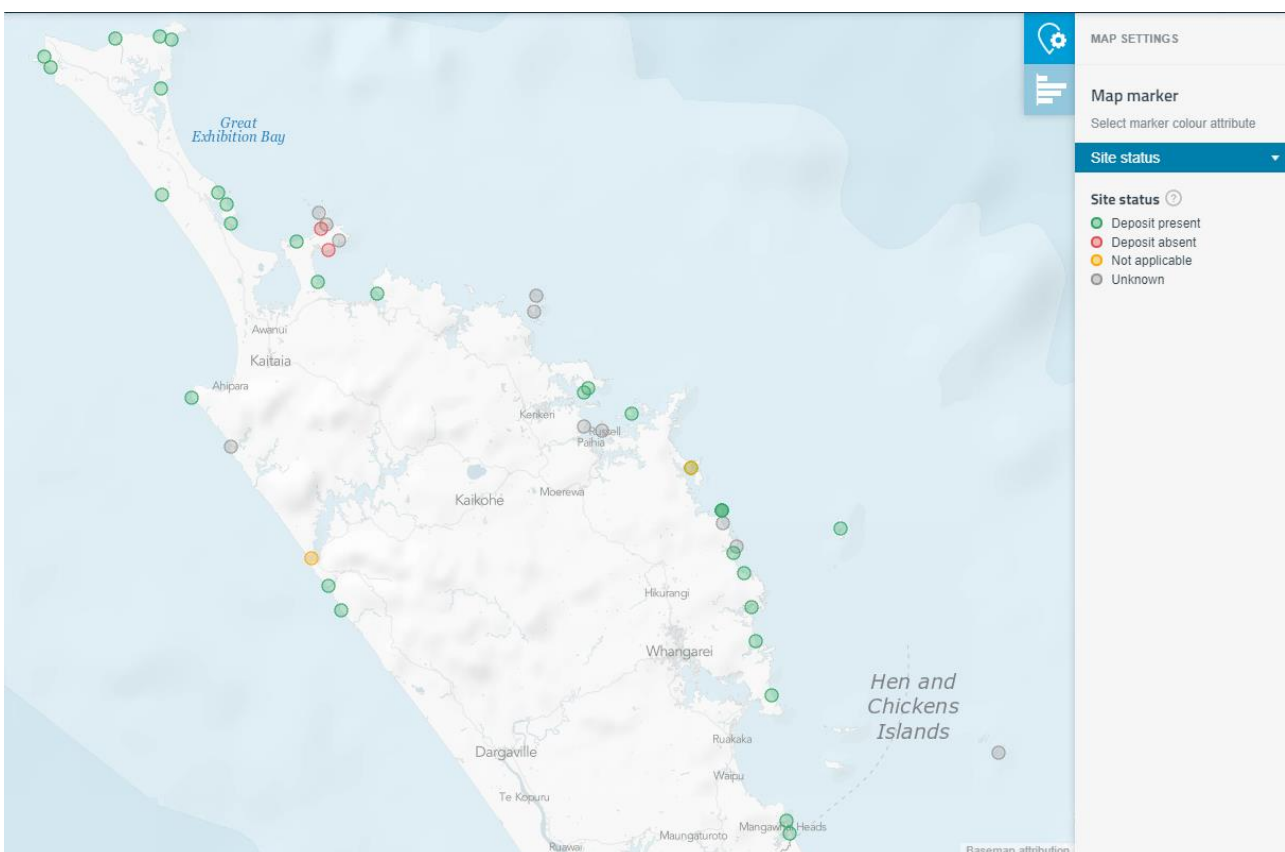 MAP SETTINGS
Map marker
Select marker colour attribute
Site status
Site status ?
Deposit present
Deposit absent
Not applicable
Unknown
Great
Exhibition Bay
Awanui
Kaitaia
Ahipara
Kerikeri
Russell
Paihia
Kaikohe
Moerewa
Hikurangi
Whangarei
Hen and
Chickens
Islands
Ruakaka
Dargaville
Waipu
Te Kopuru
Mangawhai Heads
Maungaturoto
Ruawai
Basemap attribution